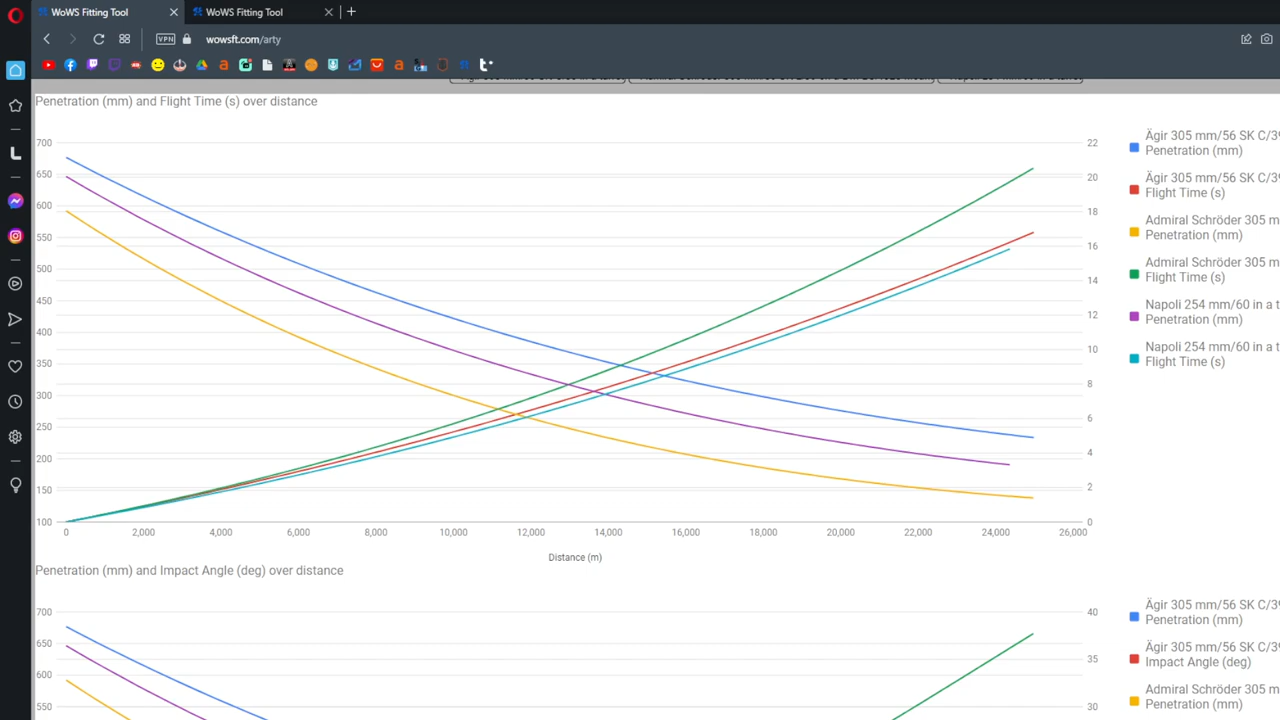 WoWS Fitting Tool
WoWS Fitting Tool
VPN
wowsft.com/arty
Penetration (mm) and Flight Time (s) over distance
700
650
600
550
500
450
400
350
300
250
200
150
100
22
20
18
16
14
12
10
8
6
4
2
0
0 2,000 4,000 6,000 8,000 10,000 12,000 14,000 16,000 18,000 20,000 22,000 24,000 26,000
Distance (m)
Ägir 305 mm/56 SK C/39
Penetration (mm)
Ägir 305 mm/56 SK C/39
Flight Time (s)
Admiral Schröder 305 m
Penetration (mm)
Admiral Schröder 305 m
Flight Time (s)
Napoli 254 mm/60 in a t
Penetration (mm)
Napoli 254 mm/60 in a t
Flight Time (s)
Penetration (mm) and Impact Angle (deg) over distance
700
650
600
550
40
35
30
Ägir 305 mm/56 SK C/39
Penetration (mm)
Ägir 305 mm/56 SK C/39
Impact Angle (deg)
Admiral Schröder 305 m
Penetration (mm)